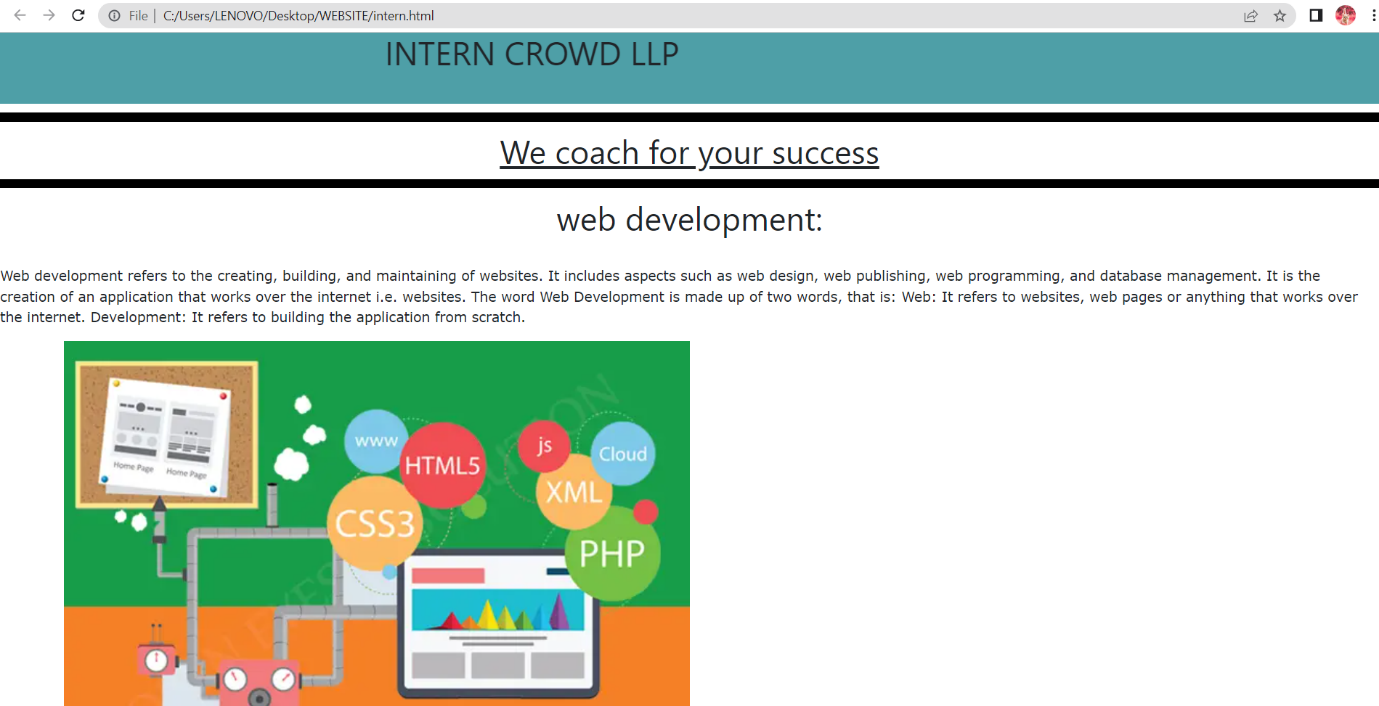 File | C:/Users/LENOVO/Desktop/WEBSITE/intern.html
INTERN CROWD LLP
We coach for your success
web development:
Web development refers to the creating, building, and maintaining of websites. It includes aspects such as web design, web publishing, web programming, and database management. It is the
creation of an application that works over the internet i.e. websites. The word Web Development is made up of two words, that is: Web: It refers to websites, web pages or anything that works over
the internet. Development: It refers to building the application from scratch.
www
HTML5
CSS3
js
Cloud
XML
PHP
Home Page
Home Page